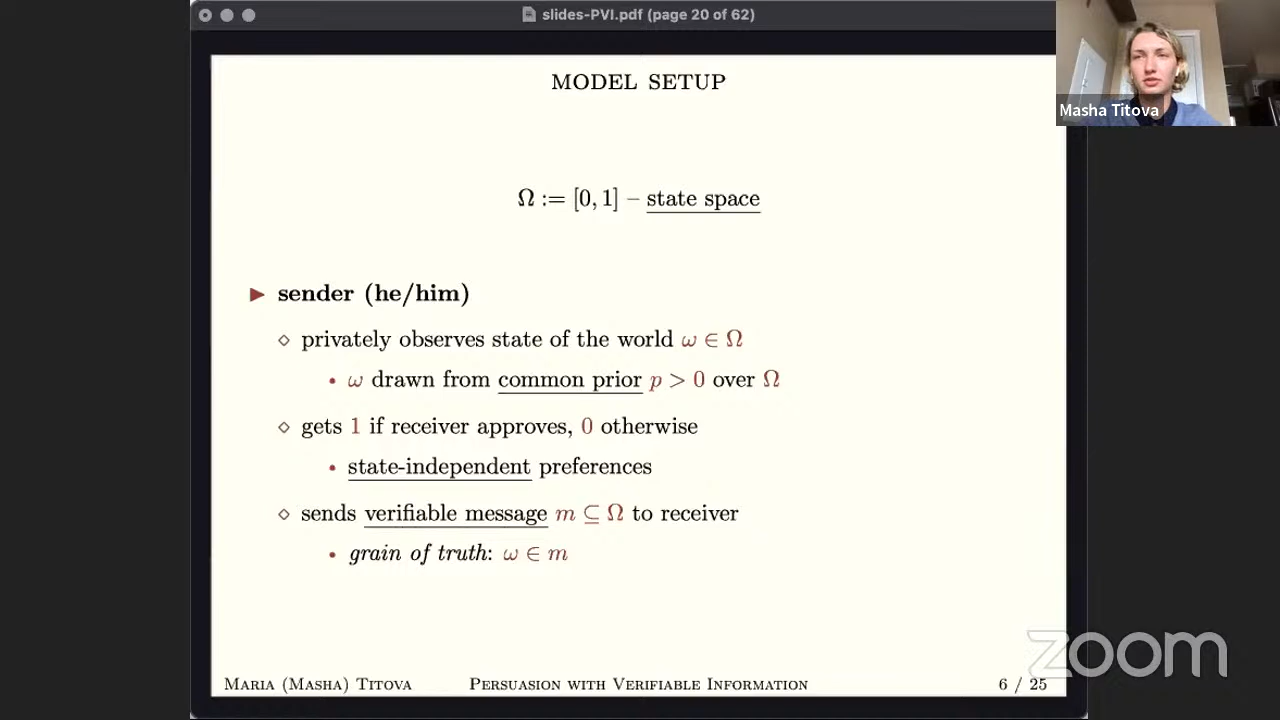 slides-PVI.pdf (page 20 of 62)
MODEL SETUP
Masha Titova
Ω := [0, 1] – state space
▶ sender (he/him)
⋄ privately observes state of the world ω ∈ Ω
• ω drawn from common prior p > 0 over Ω
⋄ gets 1 if receiver approves, 0 otherwise
• state-independent preferences
⋄ sends verifiable message m ⊆ Ω to receiver
• grain of truth: ω ∈ m
zoom
Maria (Masha) Titova Persuasion with Verifiable Information 6 / 25